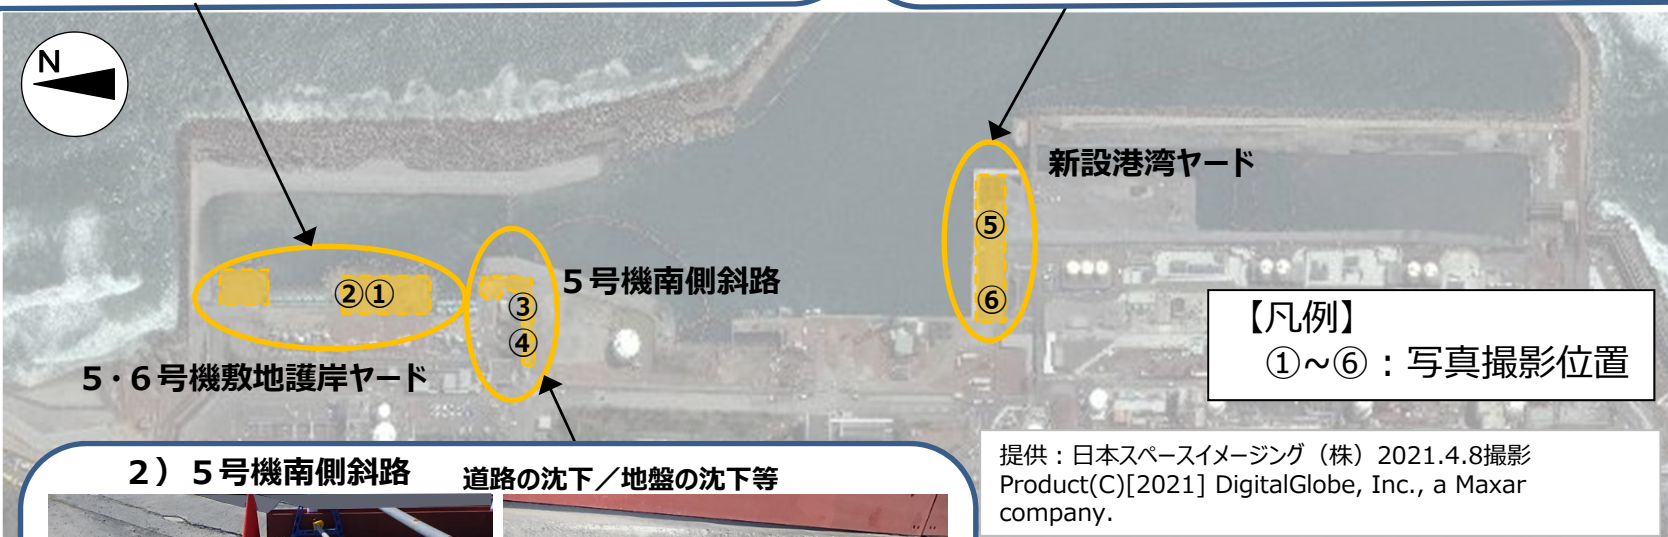 N
新設港湾ヤード
⑤
５号機南側斜路
②①
③
⑥
④
【凡例】
①~⑥：写真撮影位置
５・６号機敷地護岸ヤード
２）５号機南側斜路 道路の沈下／地盤の沈下等
提供：日本スペースイメージング（株）2021.4.8撮影
Product(C)[2021] DigitalGlobe, Inc., a Maxar
company.